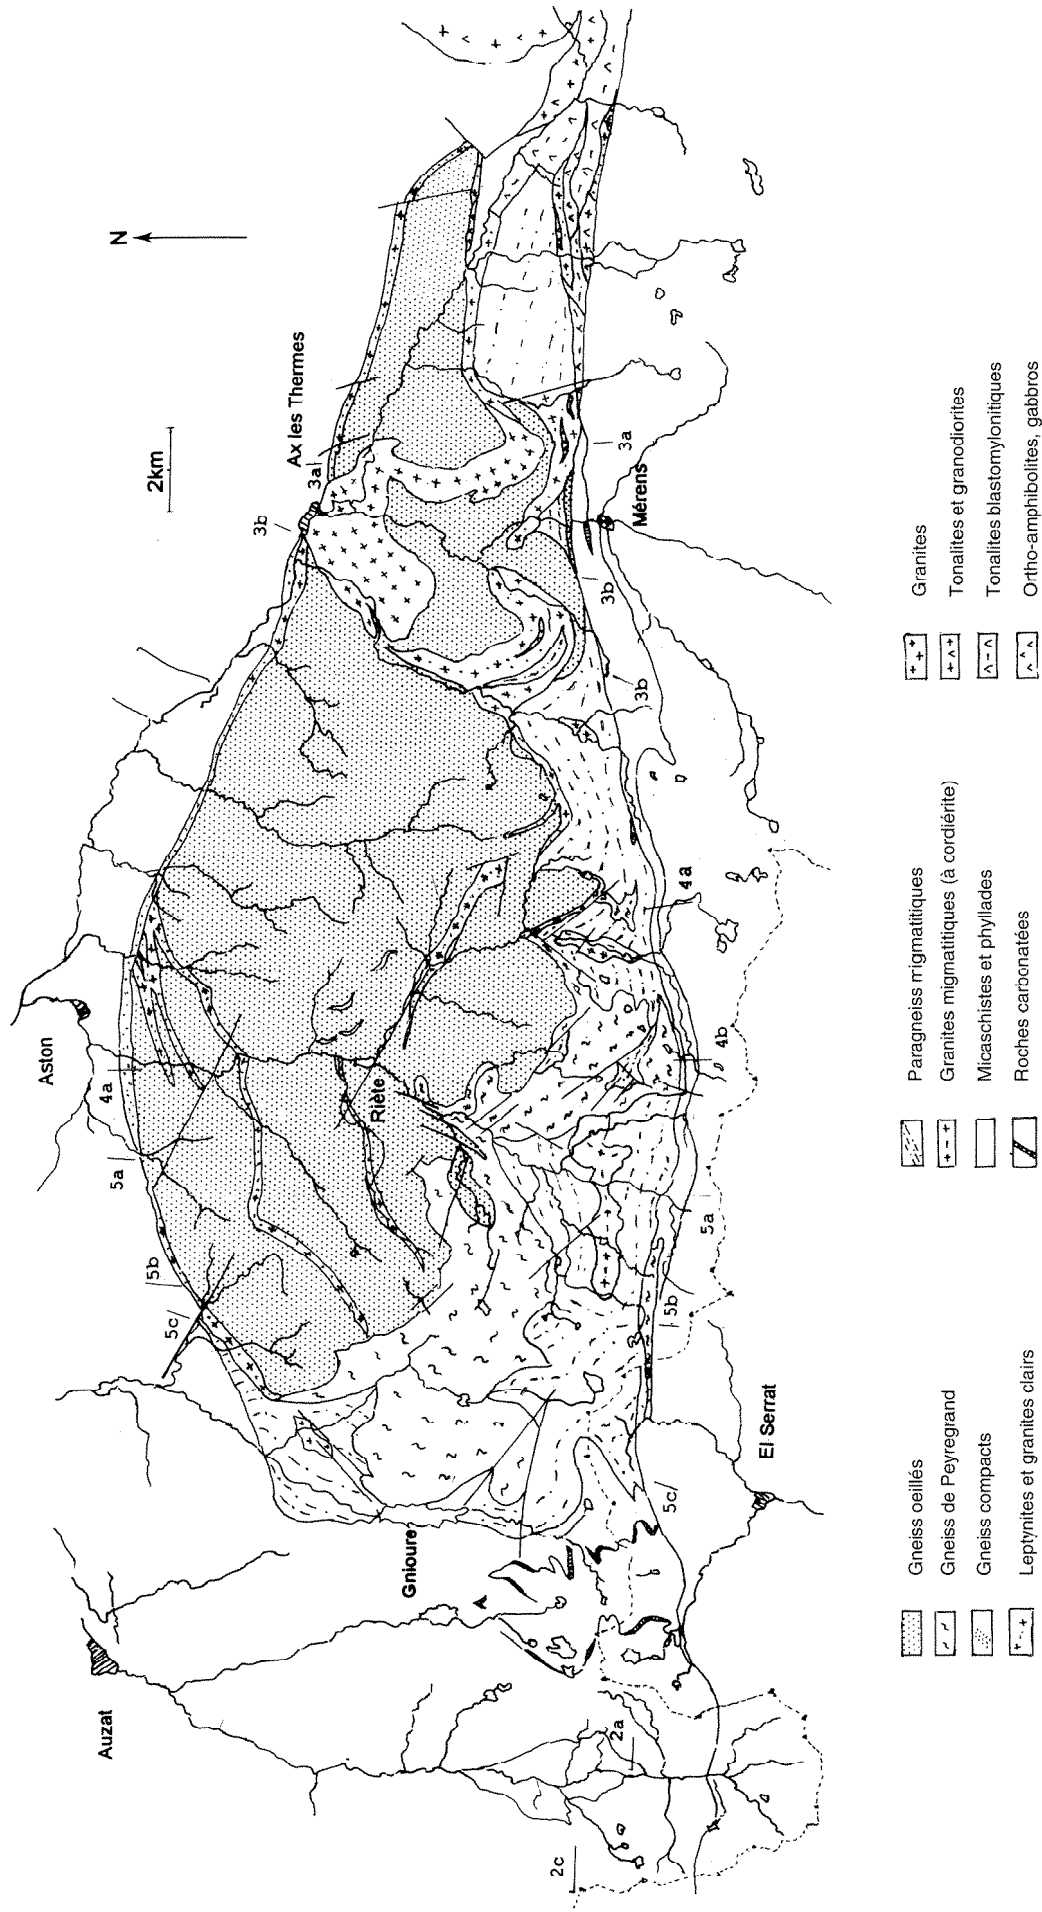 N
2km
Ax les Thermes
3a
3b
3a
Mérens
3b
3b
Aston
4a
4a
4b
Riète
5a
5a
5b
5b
5c
5c
El Serrat
Gnioure
A
Auzat
2a
2c
Gneiss oeillés
Gneiss de Peyregrand
Gneiss compacts
Leptynites et granites clairs
Paragneiss migmatitiques
Granites migmatitiques (à cordiérite)
Micaschistes et phyllades
Roches carbonatées
Granites
Tonalites et granodiorites
Tonalites blastomylonitiques
Ortho-amphibolites, gabbros